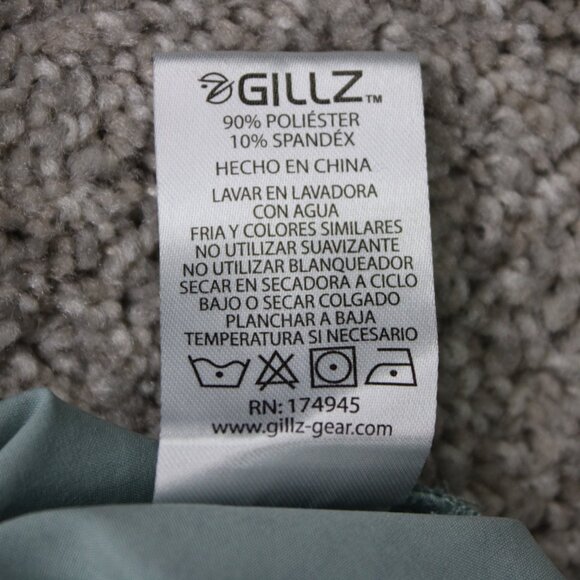 GILLZ™
90% POLIÉSTER
10% SPANDÉX
HECHO EN CHINA
LAVAR EN LAVADORA
CON AGUA
FRIA Y COLORES SIMILARES
NO UTILIZAR SUAVIZANTE
NO UTILIZAR BLANQUEADOR
SECAR EN SECADORA A CICLO
BAJO O SECAR COLGADO
PLANCHAR A BAJA
TEMPERATURA SI NECESARIO
RN: 174945
www.gillz-gear.com